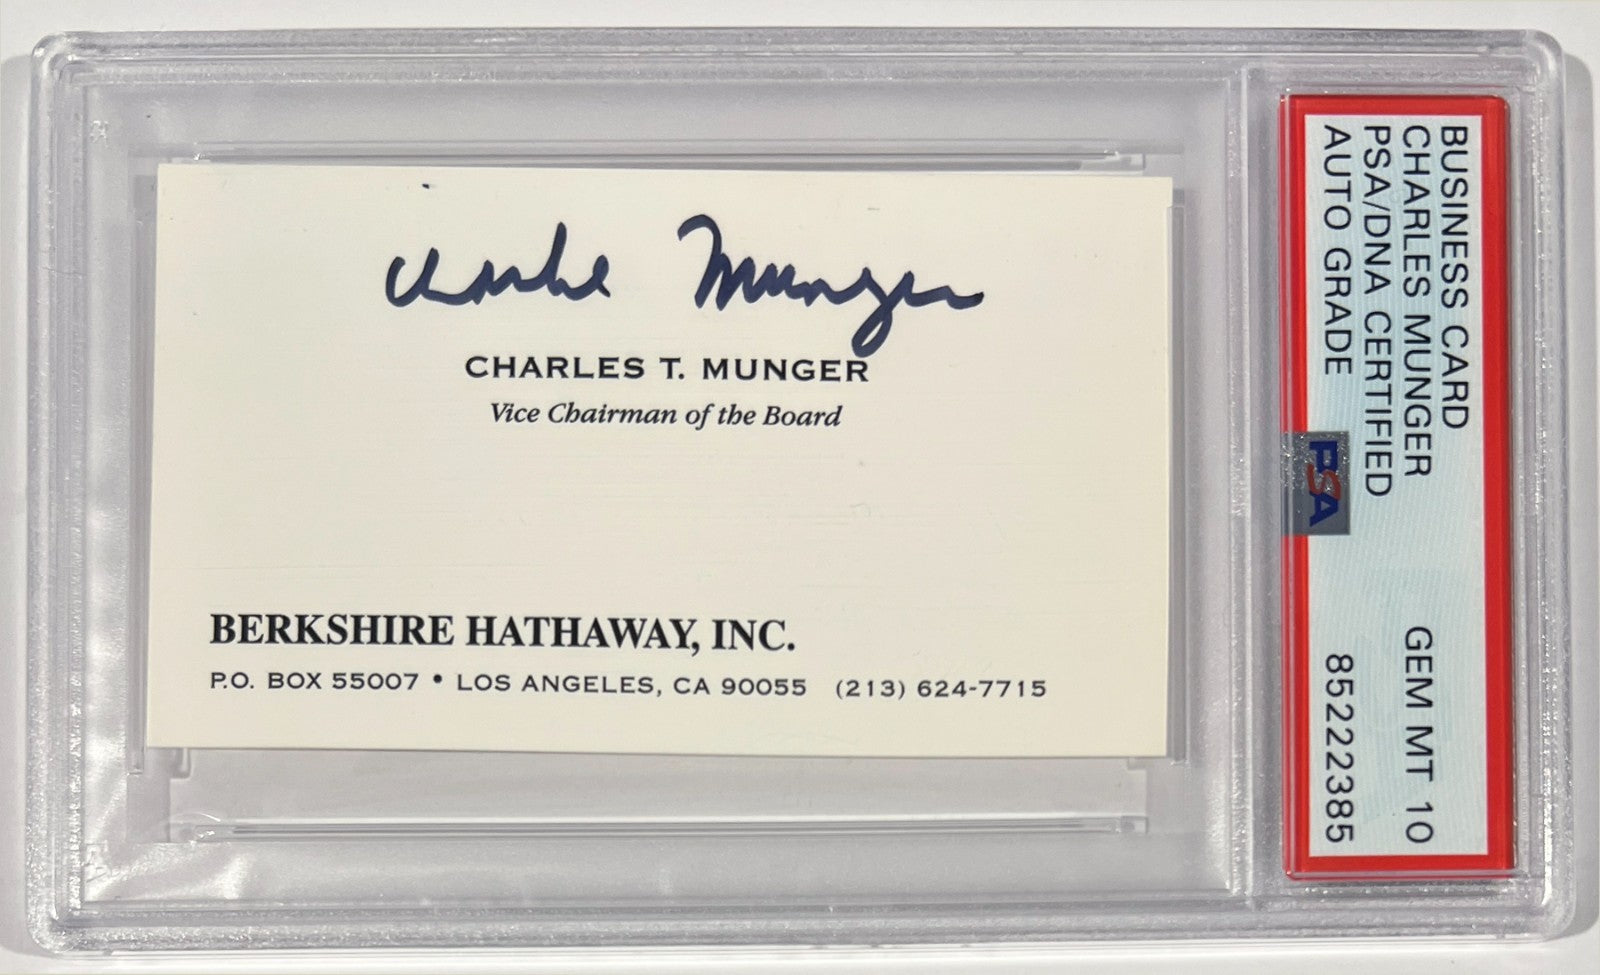 Charlie Munger
CHARLES T. MUNGER
Vice Chairman of the Board
BERKSHIRE HATHAWAY, INC.
P.O. BOX 55007 • LOS ANGELES, CA 90055 (213) 624-7715
BUSINESS CARD
CHARLES MUNGER GEM MT 10
PSA/DNA CERTIFIED
AUTO GRADE 85222385
PSA